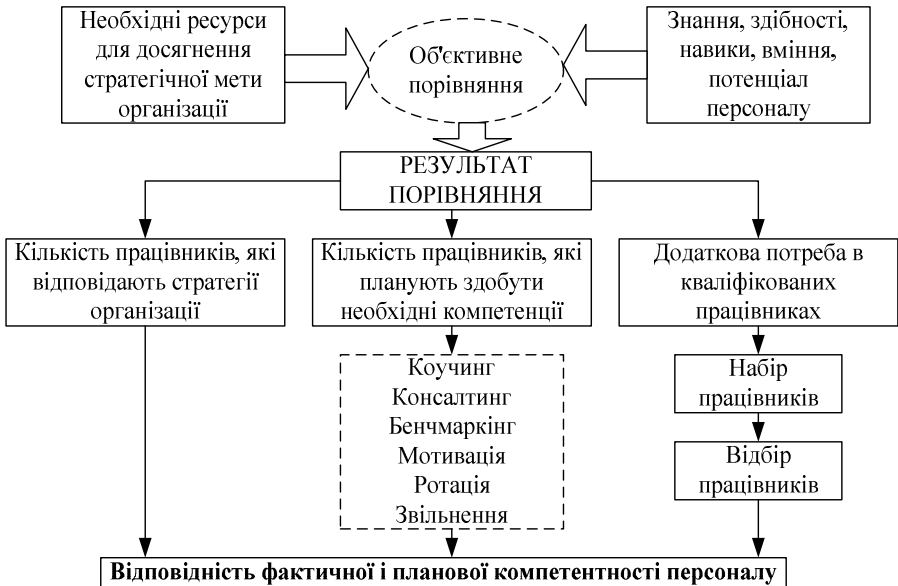 Необхідні ресурси
для досягнення
стратегічної мети
організації
Об'єктивне
порівняння
Знання, здібності,
навики, вміння,
потенціал
персоналу
РЕЗУЛЬТАТ
ПОРІВНЯННЯ
Кількість працівників, які
відповідають стратегії
організації
Кількість працівників, які
планують здобути
необхідні компетенції
Додаткова потреба в
кваліфікованих
працівниках
Коучинг
Консалтинг
Бенчмаркінг
Мотивація
Ротація
Звільнення
Набір
працівників
Відбір
працівників
Відповідність фактичної і планової компетентності персоналу